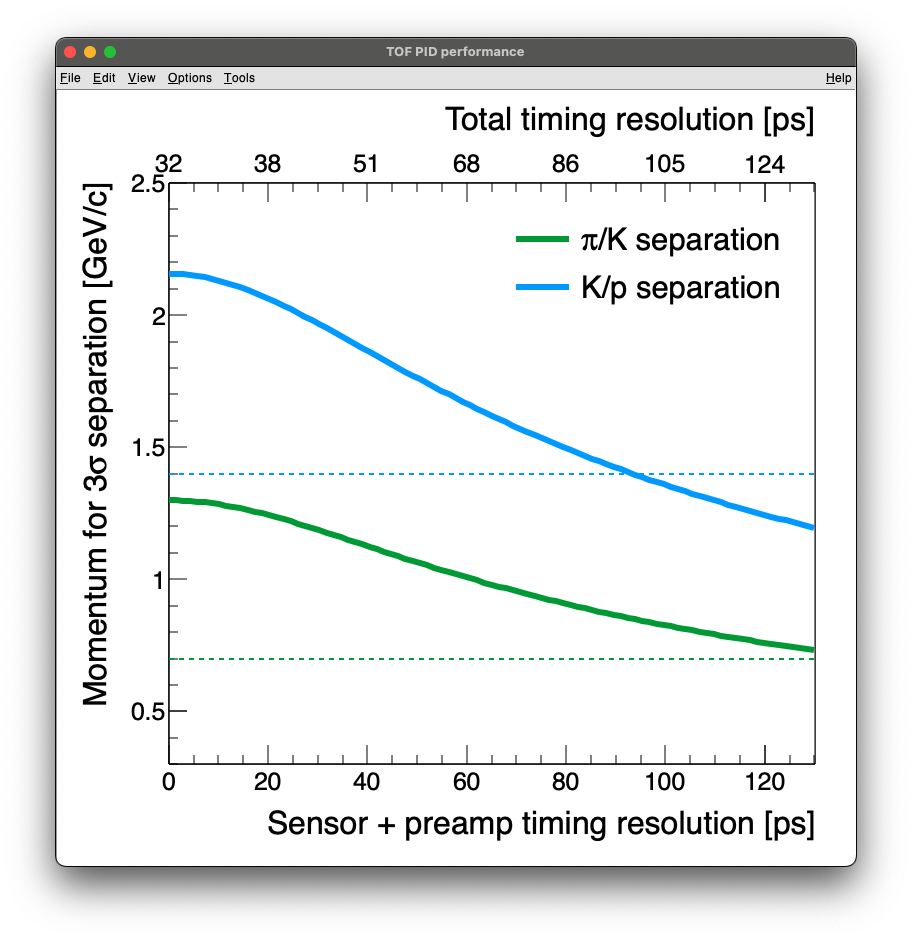 TOF PID performance
File Edit View Options Tools Help
Total timing resolution [ps]
32 38 51 68 86 105 124
Momentum for 3σ separation [GeV/c]
2.5
2
1.5
1
0.5
π/K separation
K/p separation
0 20 40 60 80 100 120
Sensor + preamp timing resolution [ps]